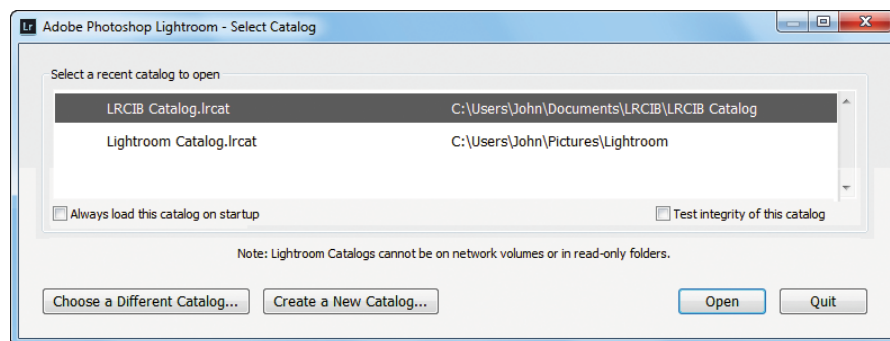 Lr Adobe Photoshop Lightroom - Select Catalog
Select a recent catalog to open
LRCIB Catalog.lrcat C:\Users\John\Documents\LRCIB\LRCIB Catalog
Lightroom Catalog.lrcat C:\Users\John\Pictures\Lightroom
Always load this catalog on startup Test integrity of this catalog
Note: Lightroom Catalogs cannot be on network volumes or in read-only folders.
Choose a Different Catalog... Create a New Catalog... Open Quit